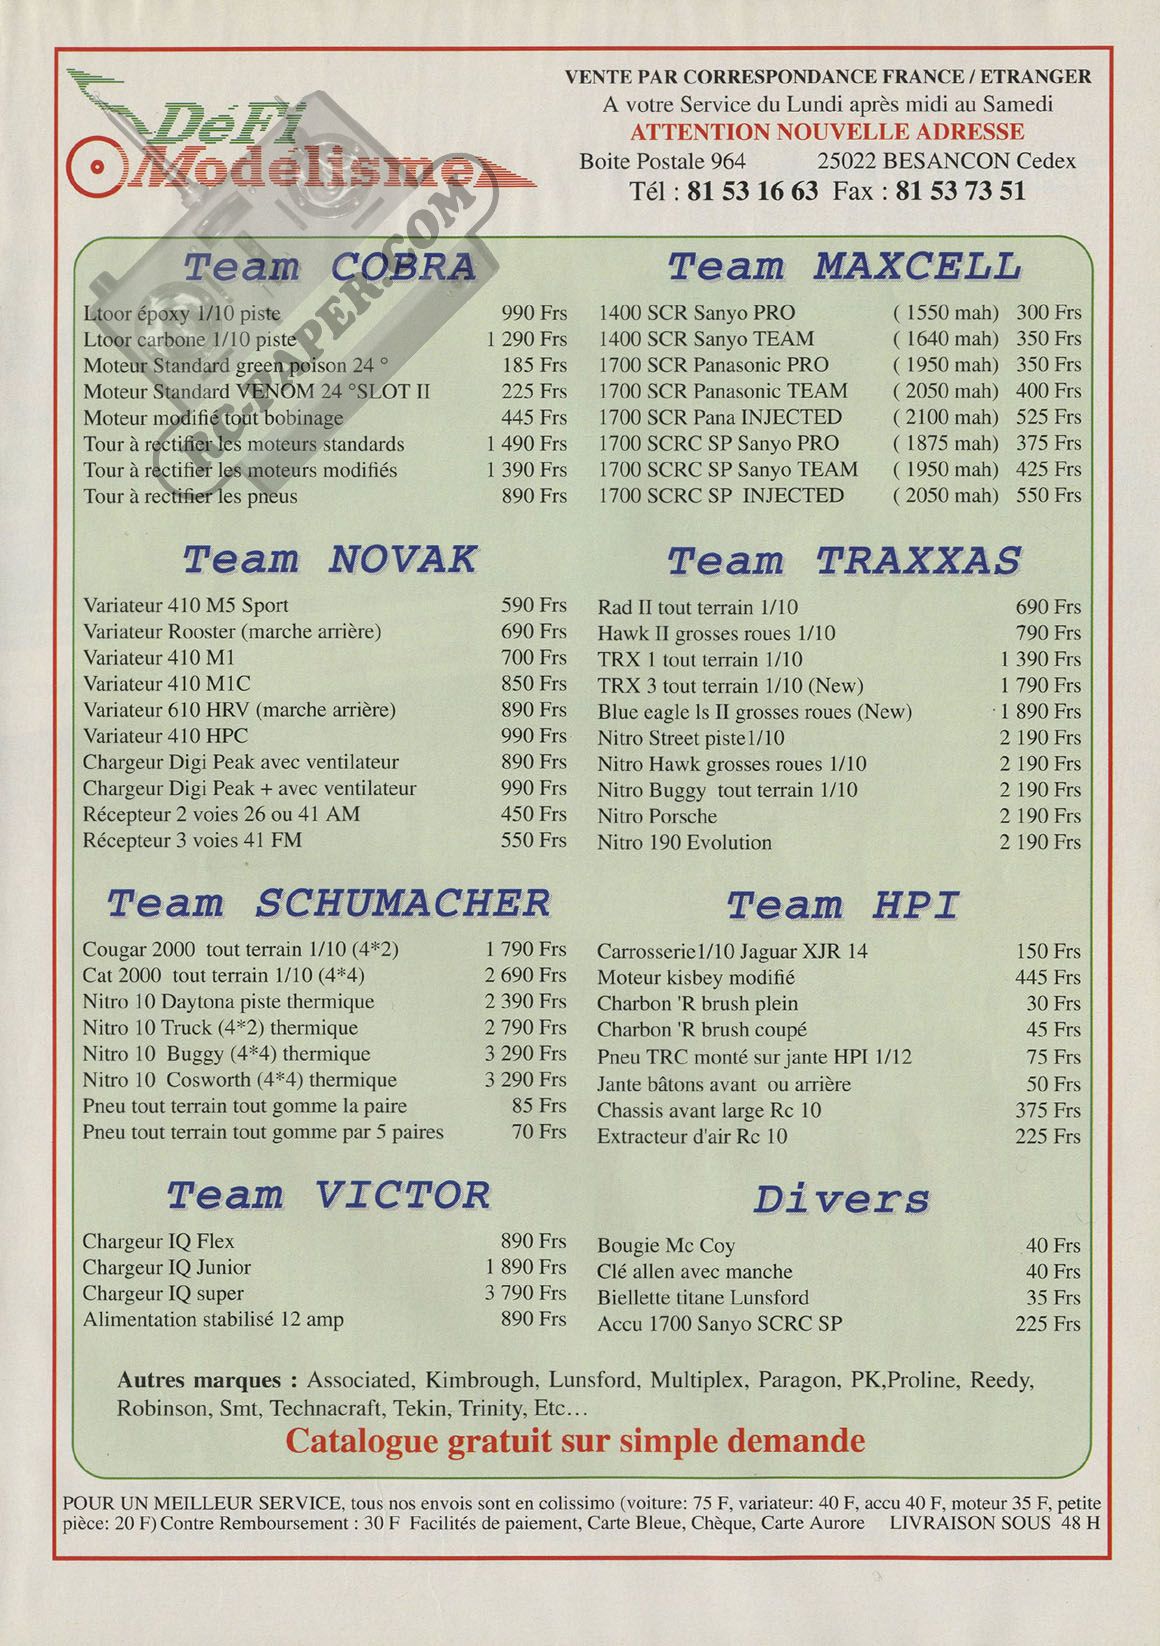 DéFi
Modélisme
VENTE PAR CORRESPONDANCE FRANCE / ETRANGER
A votre Service du Lundi après midi au Samedi
ATTENTION NOUVELLE ADRESSE
Boite Postale 964 25022 BESANCON Cedex
Tél : 81 53 16 63 Fax : 81 53 73 51
RC-PAPER.COM
Team COBRA
Ltoor époxy 1/10 piste 990 Frs
Ltoor carbone 1/10 piste 1 290 Frs
Moteur Standard green poison 24 ° 185 Frs
Moteur Standard VENOM 24 °SLOT II 225 Frs
Moteur modifié tout bobinage 445 Frs
Tour à rectifier les moteurs standards 1 490 Frs
Tour à rectifier les moteurs modifiés 1 390 Frs
Tour à rectifier les pneus 890 Frs
Team MAXCELL
1400 SCR Sanyo PRO ( 1550 mah) 300 Frs
1400 SCR Sanyo TEAM ( 1640 mah) 350 Frs
1700 SCR Panasonic PRO ( 1950 mah) 350 Frs
1700 SCR Panasonic TEAM ( 2050 mah) 400 Frs
1700 SCR Pana INJECTED ( 2100 mah) 525 Frs
1700 SCRC SP Sanyo PRO ( 1875 mah) 375 Frs
1700 SCRC SP Sanyo TEAM ( 1950 mah) 425 Frs
1700 SCRC SP INJECTED ( 2050 mah) 550 Frs
Team NOVAK
Variateur 410 M5 Sport 590 Frs
Variateur Rooster (marche arrière) 690 Frs
Variateur 410 M1 700 Frs
Variateur 410 M1C 850 Frs
Variateur 610 HRV (marche arrière) 890 Frs
Variateur 410 HPC 990 Frs
Chargeur Digi Peak avec ventilateur 890 Frs
Chargeur Digi Peak + avec ventilateur 990 Frs
Récepteur 2 voies 26 ou 41 AM 450 Frs
Récepteur 3 voies 41 FM 550 Frs
Team TRAXXAS
Rad II tout terrain 1/10 690 Frs
Hawk II grosses roues 1/10 790 Frs
TRX 1 tout terrain 1/10 1 390 Frs
TRX 3 tout terrain 1/10 (New) 1 790 Frs
Blue eagle ls II grosses roues (New) 1 890 Frs
Nitro Street piste1/10 2 190 Frs
Nitro Hawk grosses roues 1/10 2 190 Frs
Nitro Buggy tout terrain 1/10 2 190 Frs
Nitro Porsche 2 190 Frs
Nitro 190 Evolution 2 190 Frs
Team SCHUMACHER
Cougar 2000 tout terrain 1/10 (4*2) 1 790 Frs
Cat 2000 tout terrain 1/10 (4*4) 2 690 Frs
Nitro 10 Daytona piste thermique 2 390 Frs
Nitro 10 Truck (4*2) thermique 2 790 Frs
Nitro 10 Buggy (4*4) thermique 3 290 Frs
Nitro 10 Cosworth (4*4) thermique 3 290 Frs
Pneu tout terrain tout gomme la paire 85 Frs
Pneu tout terrain tout gomme par 5 paires 70 Frs
Team HPI
Carrosserie1/10 Jaguar XJR 14 150 Frs
Moteur kisbey modifié 445 Frs
Charbon 'R brush plein 30 Frs
Charbon 'R brush coupé 45 Frs
Pneu TRC monté sur jante HPI 1/12 75 Frs
Jante bâtons avant ou arrière 50 Frs
Chassis avant large Rc 10 375 Frs
Extracteur d'air Rc 10 225 Frs
Team VICTOR
Chargeur IQ Flex 890 Frs
Chargeur IQ Junior 1 890 Frs
Chargeur IQ super 3 790 Frs
Alimentation stabilisé 12 amp 890 Frs
Divers
Bougie Mc Coy 40 Frs
Clé allen avec manche 40 Frs
Biellette titane Lunsford 35 Frs
Accu 1700 Sanyo SCRC SP 225 Frs
Autres marques : Associated, Kimbrough, Lunsford, Multiplex, Paragon, PK,Proline, Reedy,
Robinson, Smt, Technacraft, Tekin, Trinity, Etc…
Catalogue gratuit sur simple demande
POUR UN MEILLEUR SERVICE, tous nos envois sont en colissimo (voiture: 75 F, variateur: 40 F, accu 40 F, moteur 35 F, petite
pièce: 20 F) Contre Remboursement : 30 F Facilités de paiement, Carte Bleue, Chèque, Carte Aurore LIVRAISON SOUS 48 H